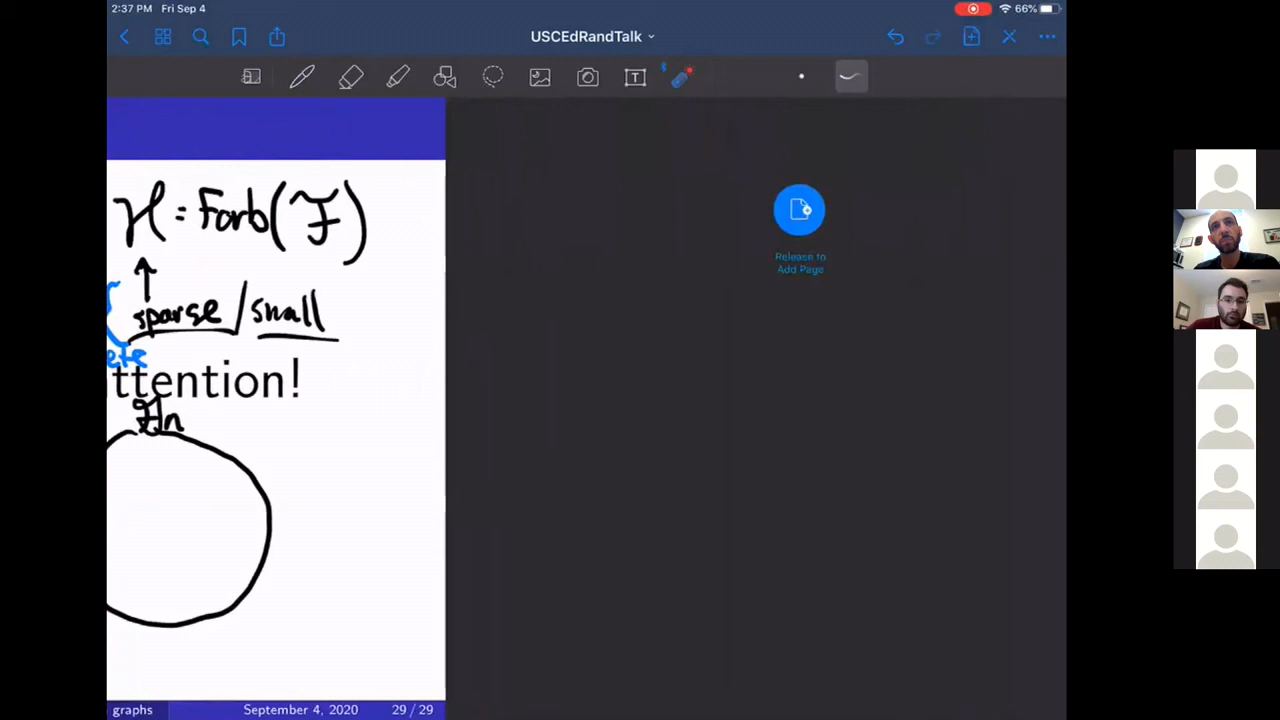 2:37 PM Fri Sep 4
66%
USCEdRandTalk
T
ℋ = Forb(ℱ)
sparse / small
ete
ttention!
Release to
Add Page
graphs
September 4, 2020
29 / 29